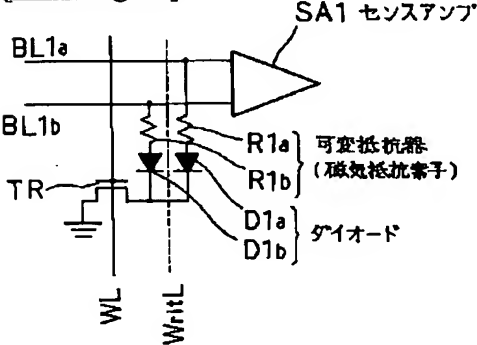 SA1 センスアンプ
BL1a
BL1b
R1a
R1b
可変抵抗器
(磁気抵抗素子)
TR
D1a
D1b
ダイオード
WL
WritL